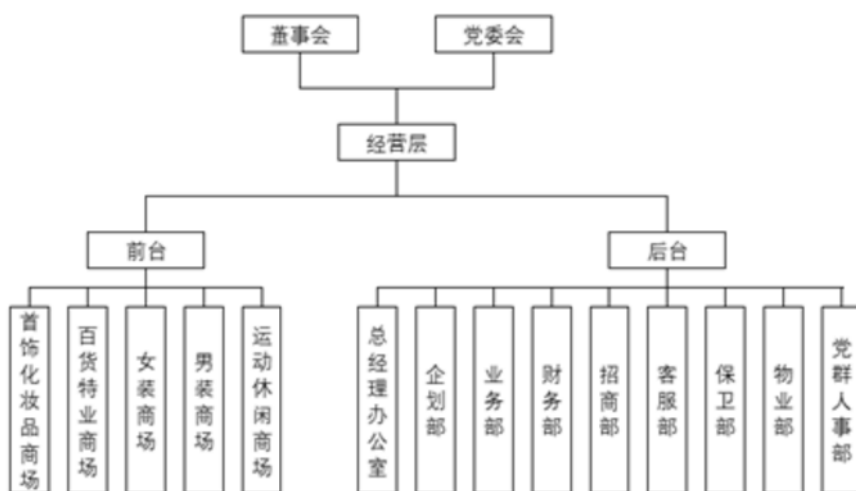 董事会
党委会
经营层
前台
后台
首饰化妆品商场
百货特业商场
女装商场
男装商场
运动休闲商场
总经理办公室
企划部
业务部
财务部
招商部
客服部
保卫部
物业部
党群人事部